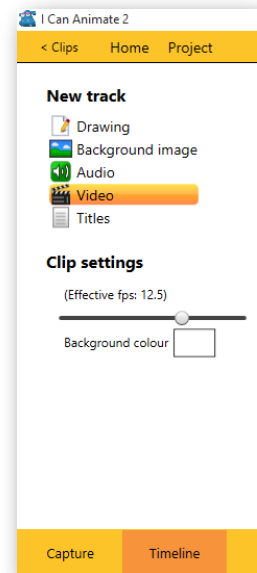 I Can Animate 2
< Clips Home Project
New track
Drawing
Background image
Audio
Video
Titles
Clip settings
(Effective fps: 12.5)
Background colour
Capture Timeline